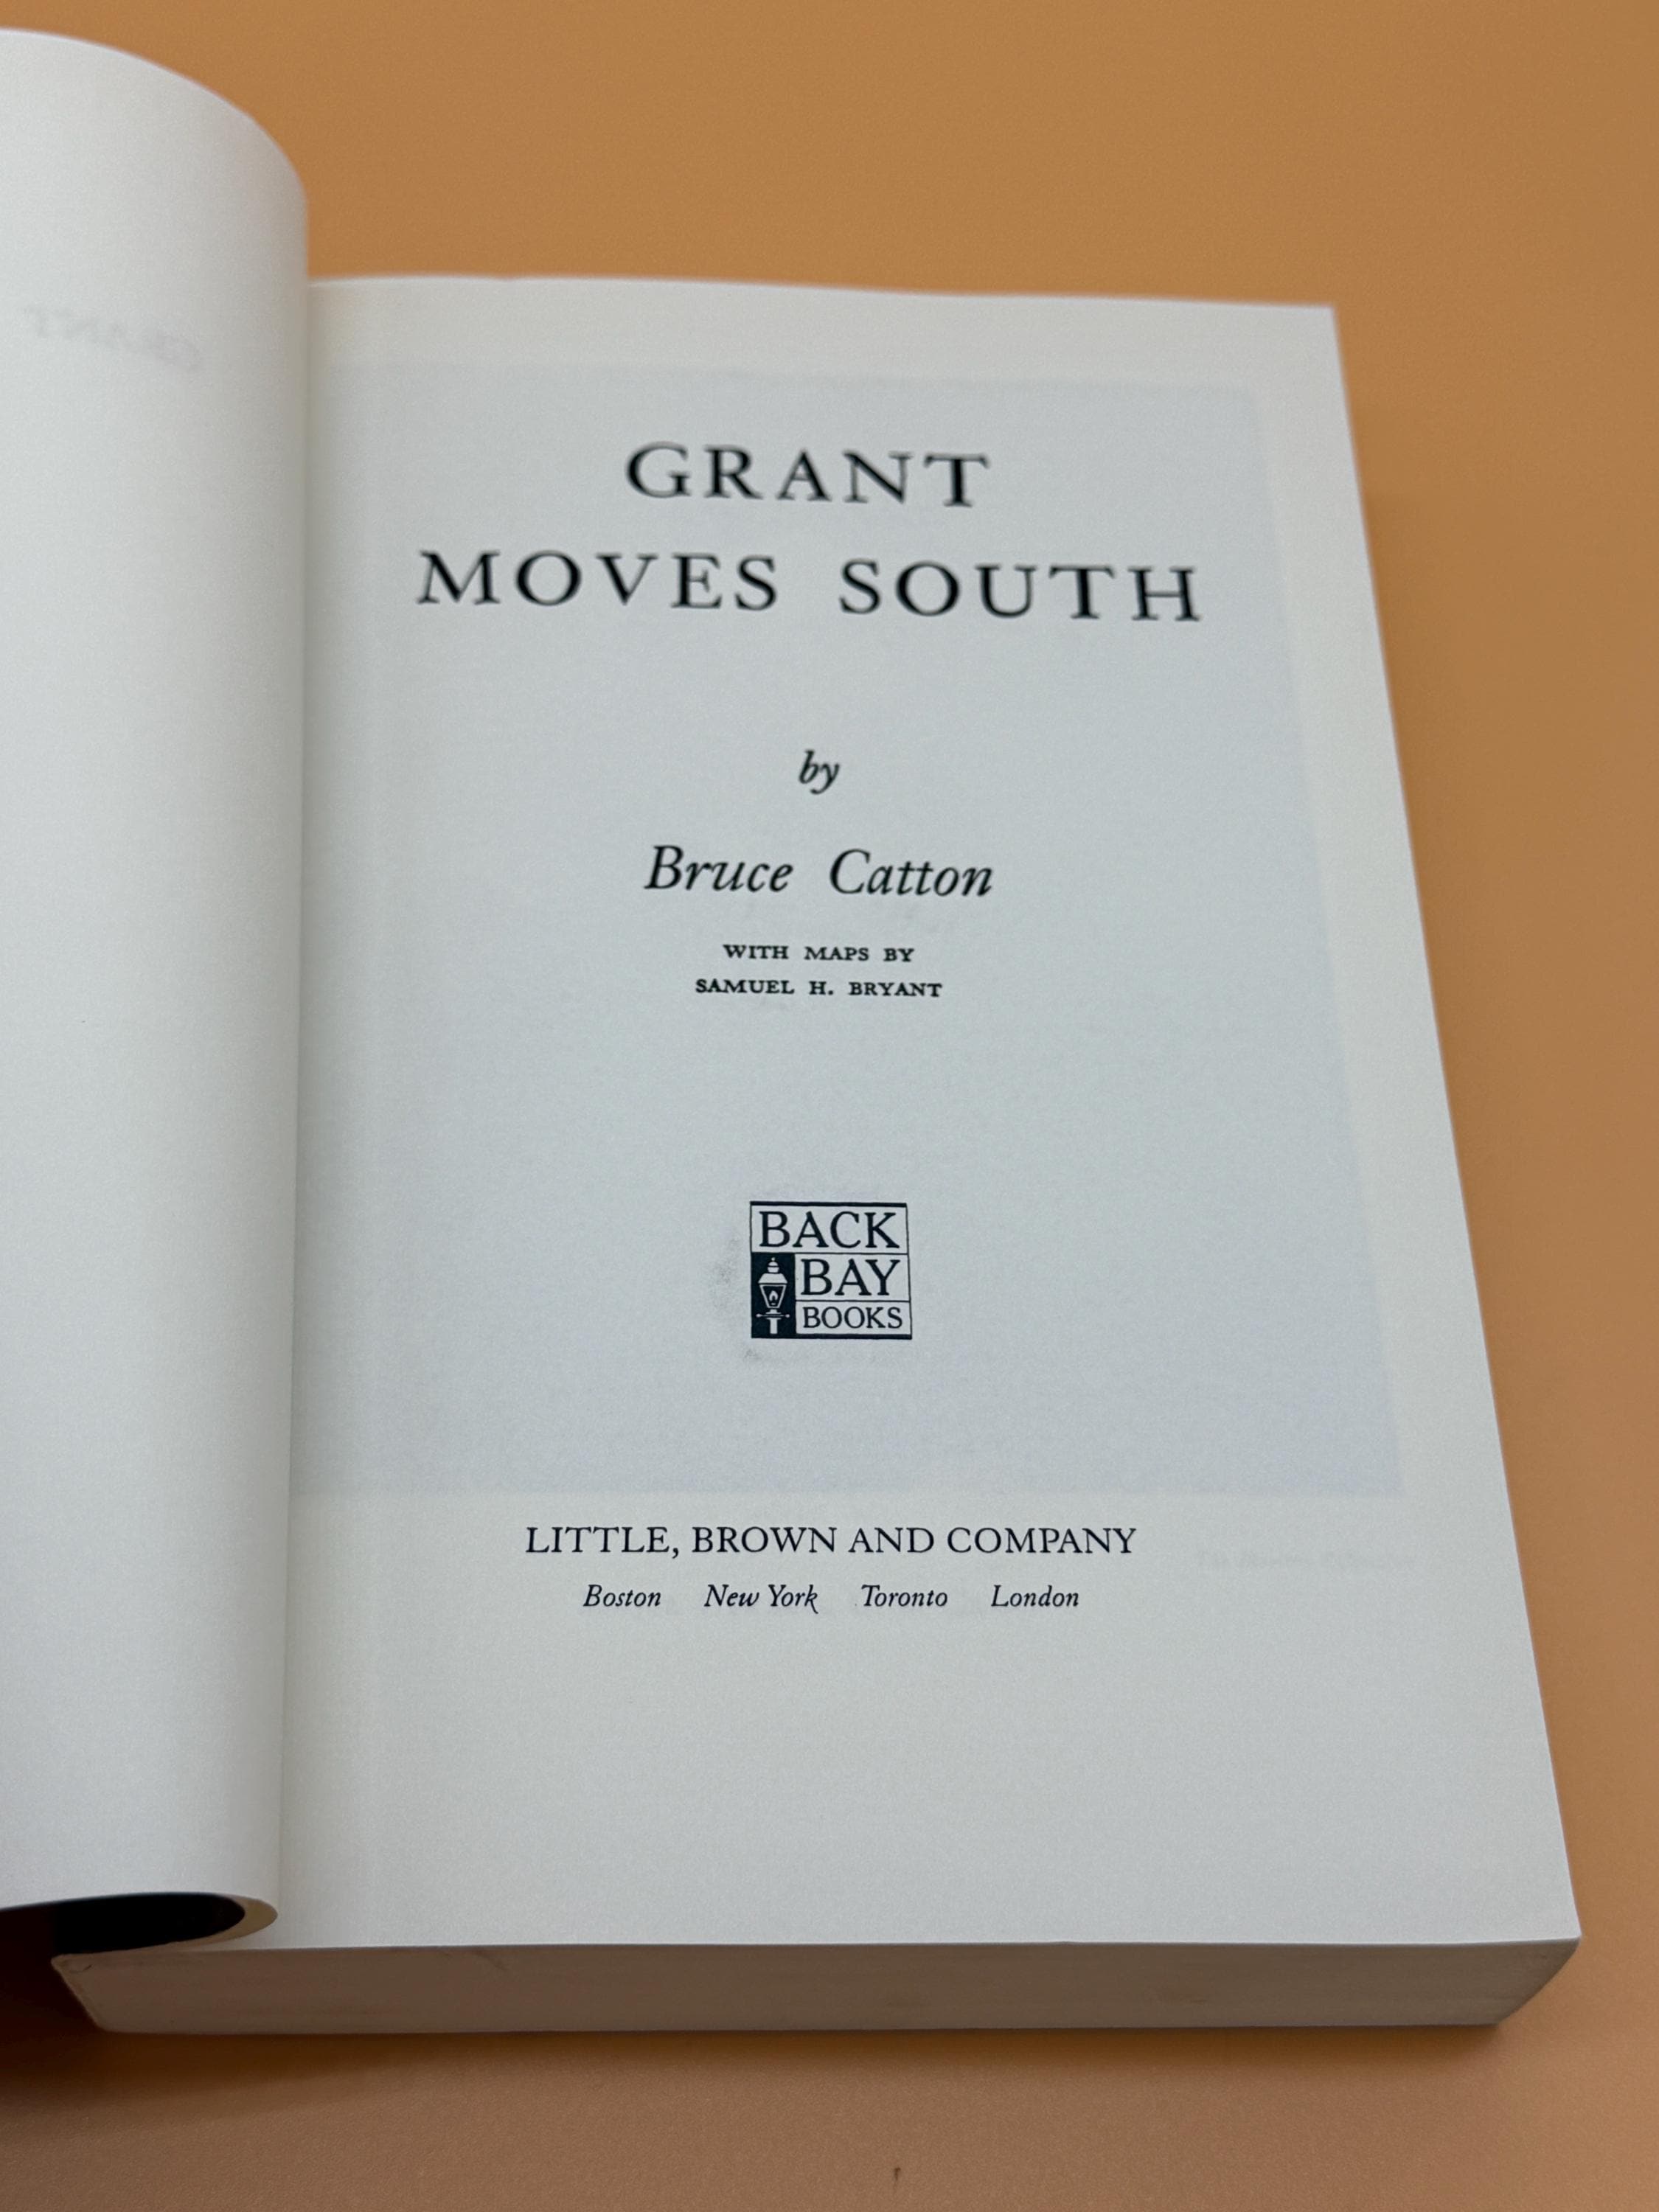 GRANT
GRANT
MOVES SOUTH
by
Bruce Catton
WITH MAPS BY
SAMUEL H. BRYANT
BACK
BAY
BOOKS
LITTLE, BROWN AND COMPANY
Boston New York Toronto London